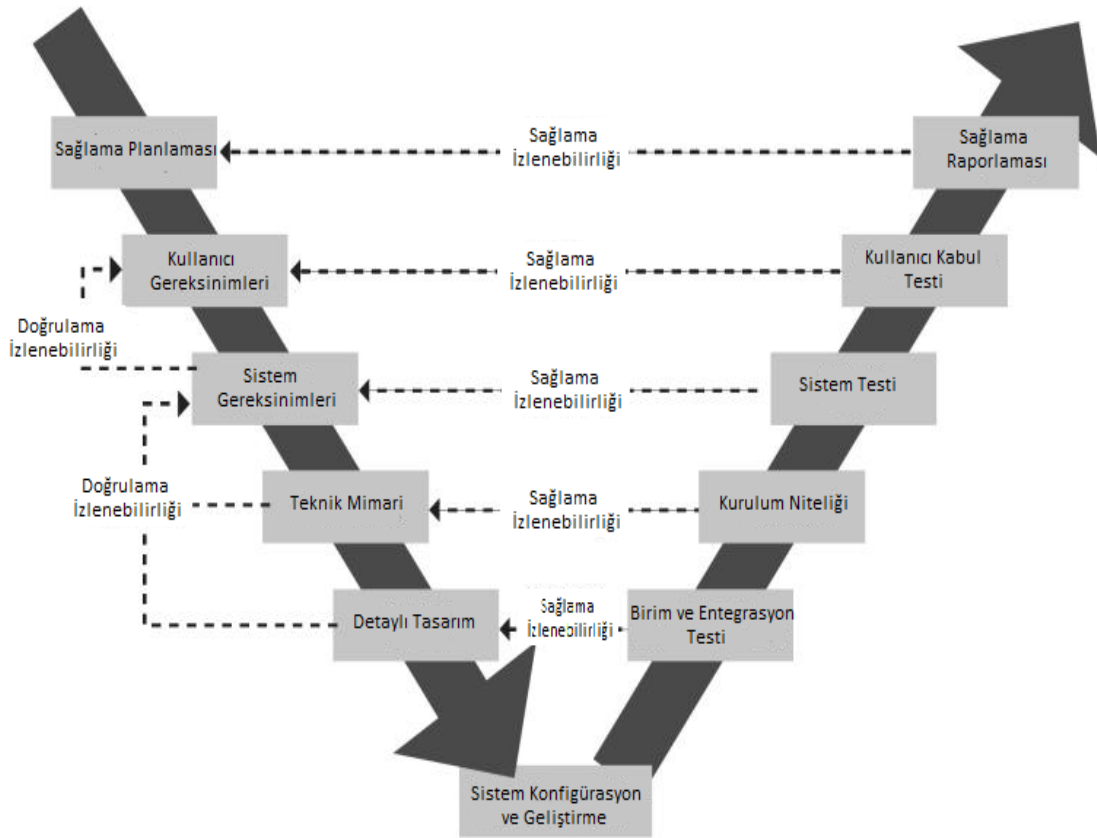 Sağlama Planlaması
Sağlama
İzlenebilirliği
Sağlama
Raporlaması
Kullanıcı
Gereksinimleri
Sağlama
İzlenebilirliği
Kullanıcı Kabul
Testi
Doğrulama
İzlenebilirliği
Sistem
Gereksinimleri
Sağlama
İzlenebilirliği
Sistem Testi
Doğrulama
İzlenebilirliği
Teknik Mimari
Sağlama
İzlenebilirliği
Kurulum Niteliği
Detaylı Tasarım
Sağlama
İzlenebilirliği
Birim ve Entegrasyon
Testi
Sistem Konfigürasyon
ve Geliştirme